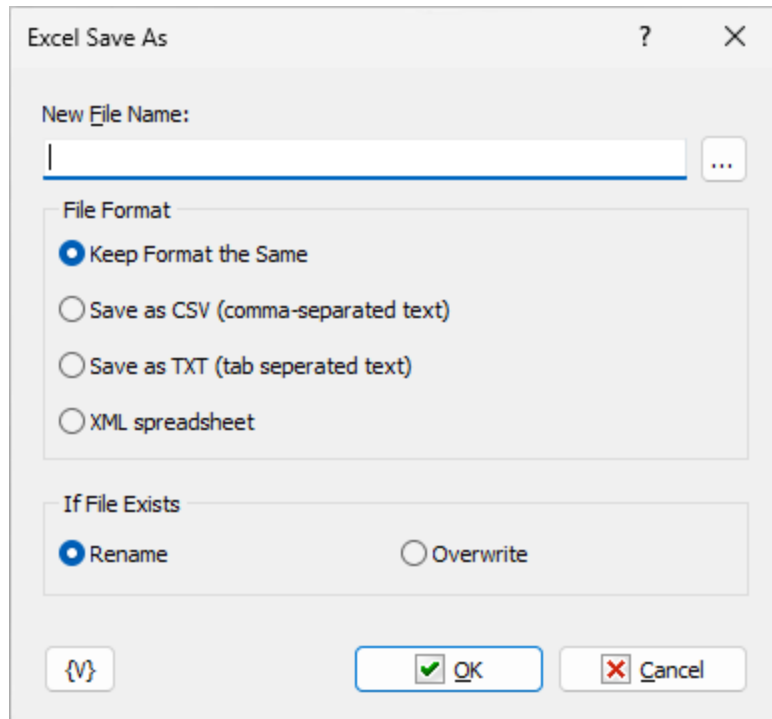 Excel Save As ?
New File Name:
...
File Format
Keep Format the Same
Save as CSV (comma-separated text)
Save as TXT (tab seperated text)
XML spreadsheet
If File Exists
Rename Overwrite
{V} OK Cancel